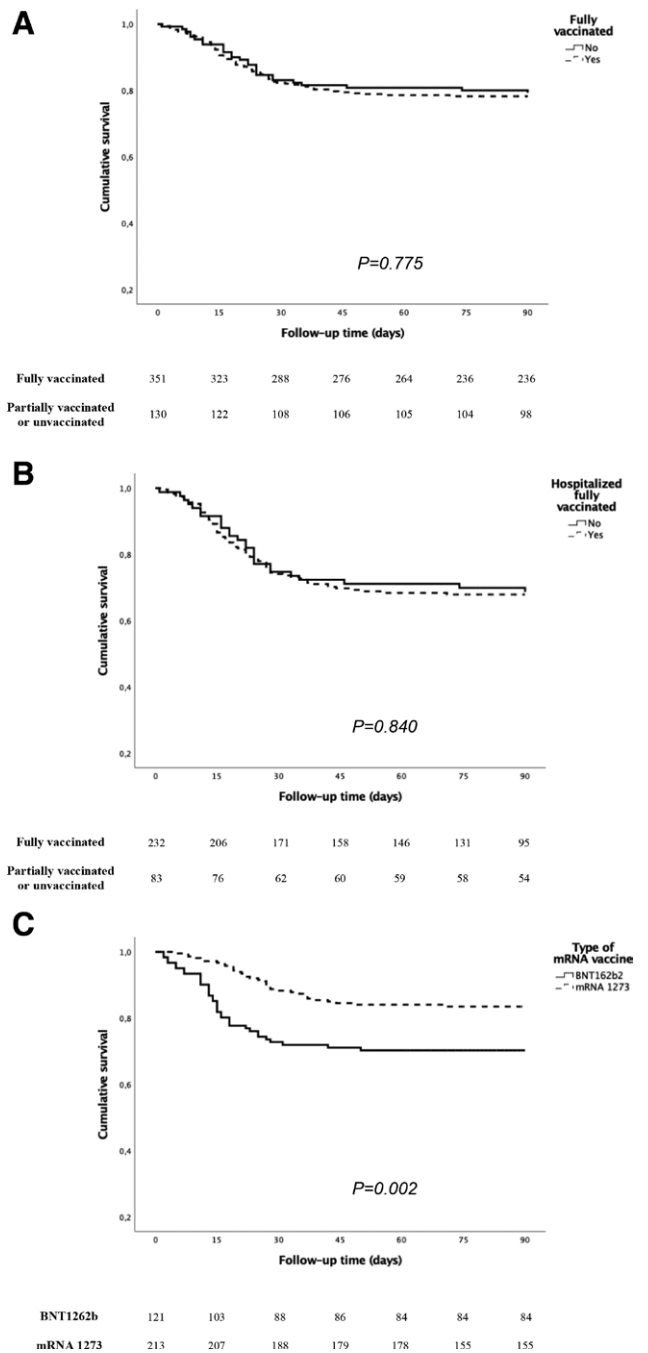 A
Fully
vaccinated
No
Yes
Cumulative survival
1,0
0,8
0,6
0,4
0,2
P=0.775
0 15 30 45 60 75 90
Follow-up time (days)
Fully vaccinated 351 323 288 276 264 236 236
Partially vaccinated
or unvaccinated 130 122 108 106 105 104 98
B
Hospitalized
fully
vaccinated
No
Yes
Cumulative survival
1,0
0,8
0,6
0,4
0,2
P=0.840
0 15 30 45 60 75 90
Follow-up time (days)
Fully vaccinated 232 206 171 158 146 131 95
Partially vaccinated
or unvaccinated 83 76 62 60 59 58 54
C
Type of
mRNA vaccine
BNT162b2
mRNA 1273
Cumulative survival
1,0
0,8
0,6
0,4
0,2
P=0.002
0 15 30 45 60 75 90
Follow-up time (days)
BNT1262b 121 103 88 86 84 84 84
mRNA 1273 213 207 188 179 178 155 155